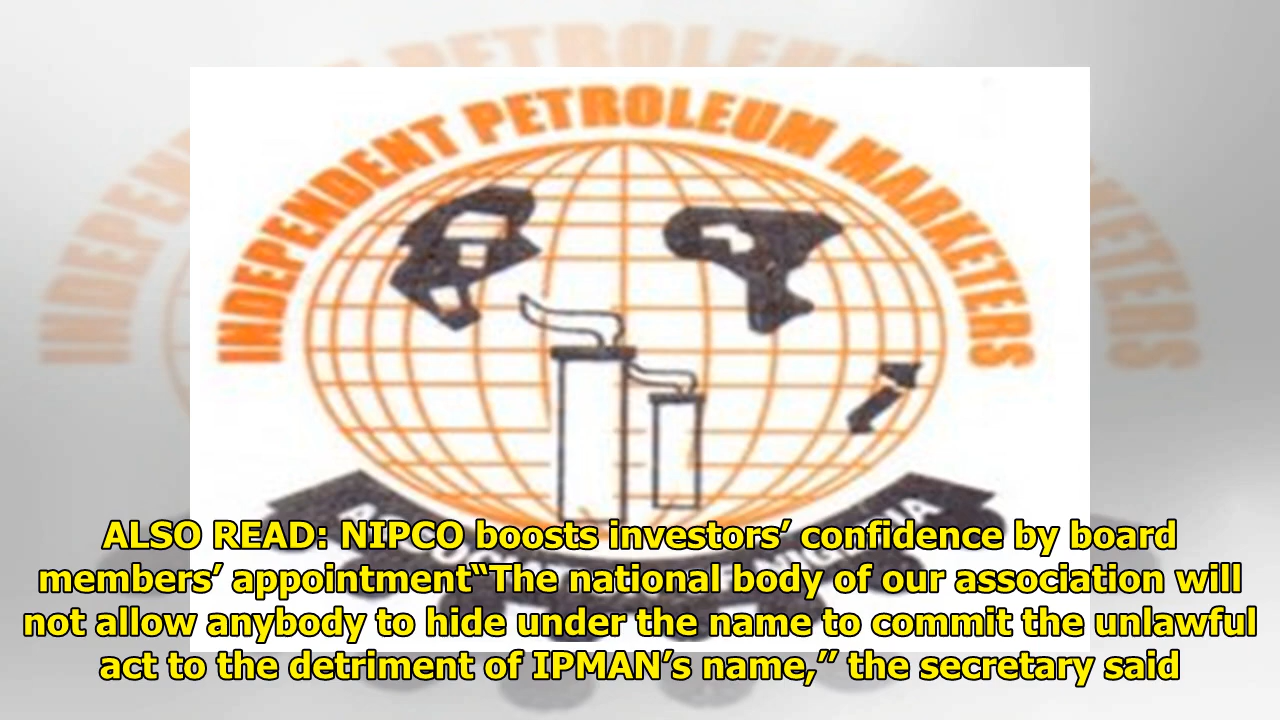 INDEPENDENT PETROLEUM MARKETERS
ALSO READ: NIPCO boosts investors’ confidence by board
members’ appointment“The national body of our association will
not allow anybody to hide under the name to commit the unlawful
act to the detriment of IPMAN’s name,” the secretary said